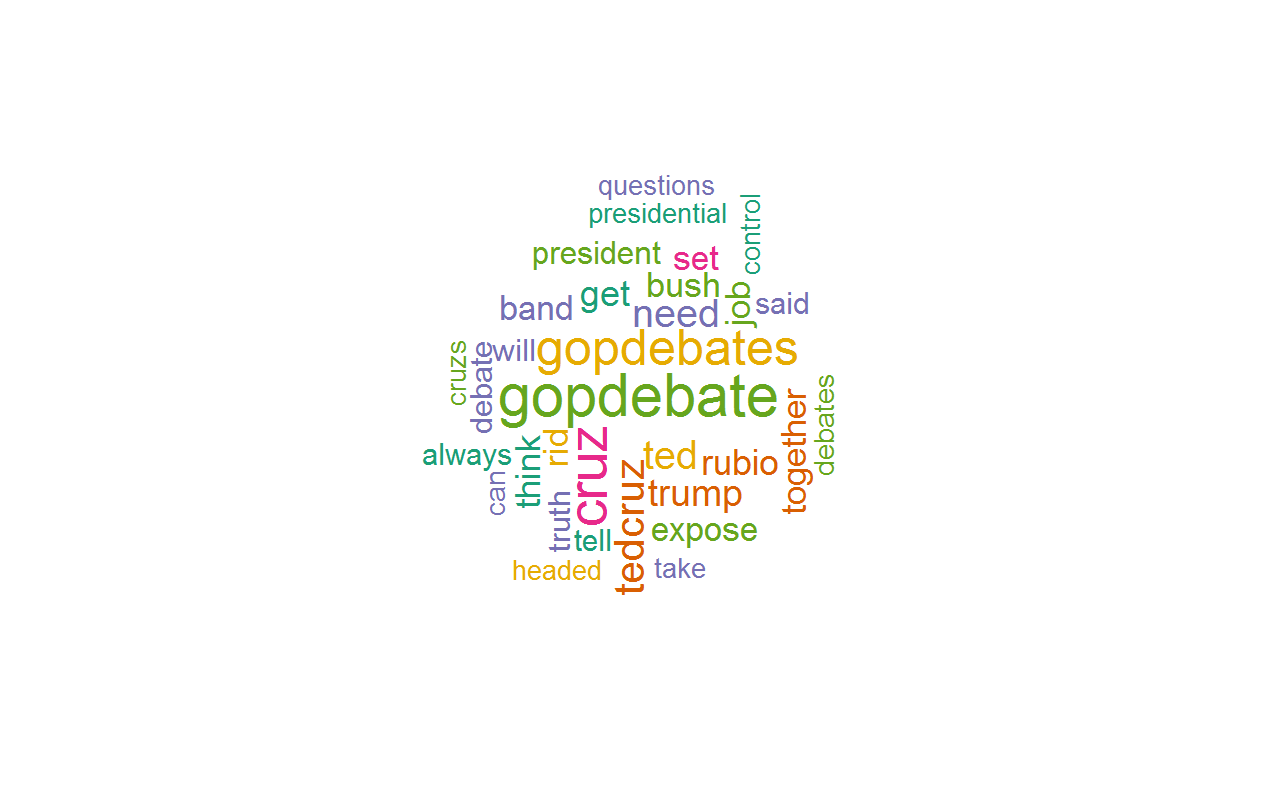 questions
presidential
control
president
set
bush
get
job
band
need
said
gopdebates
will
debate
cruzs
gopdebate
debates
together
always
think
rid
cruz
ted
rubio
tedcruz
trump
can
truth
tell
expose
headed
take